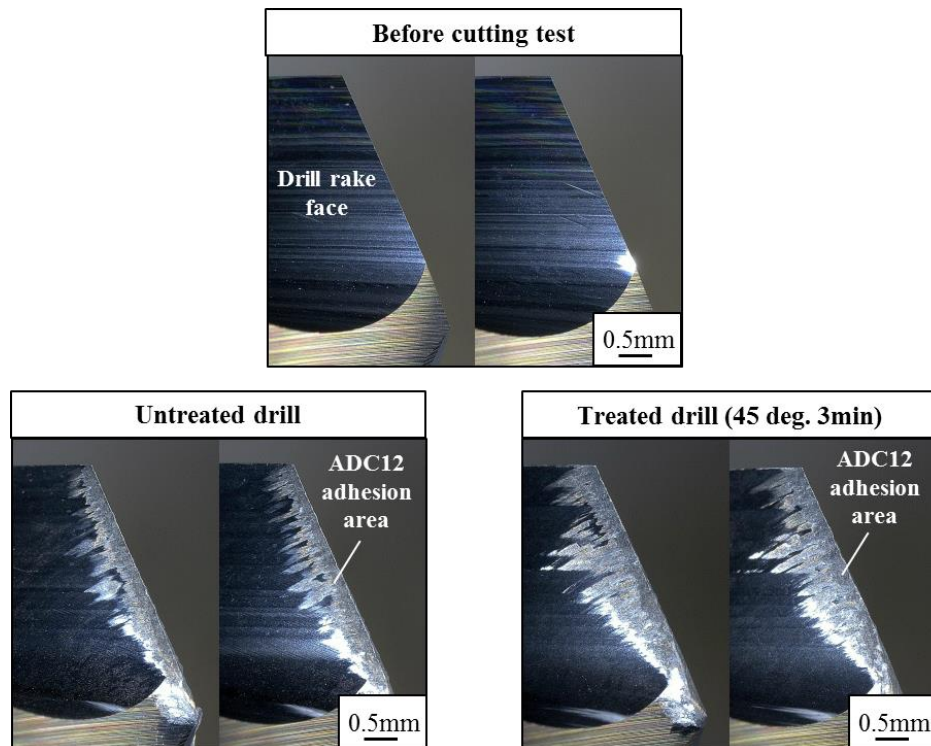 Before cutting test
Drill rake
face
0.5mm
Untreated drill
ADC12
adhesion
area
0.5mm
Treated drill (45 deg. 3min)
ADC12
adhesion
area
0.5mm